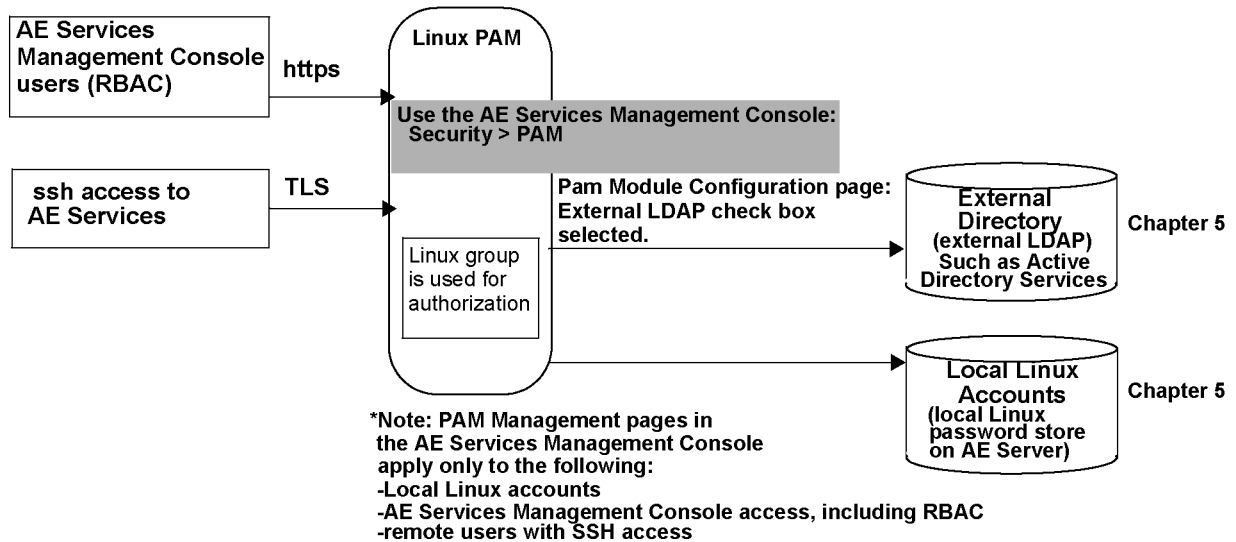 AE Services
Management Console
users (RBAC)
https
Linux PAM
Use the AE Services Management Console:
Security > PAM
ssh access to
AE Services
TLS
Pam Module Configuration page:
External LDAP check box
selected.
Linux group
is used for
authorization
External
Directory
(external LDAP)
Such as Active
Directory Services
Chapter 5
Local Linux
Accounts
(local Linux
password store
on AE Server)
Chapter 5
*Note: PAM Management pages in
the AE Services Management Console
apply only to the following:
-Local Linux accounts
-AE Services Management Console access, including RBAC
-remote users with SSH access